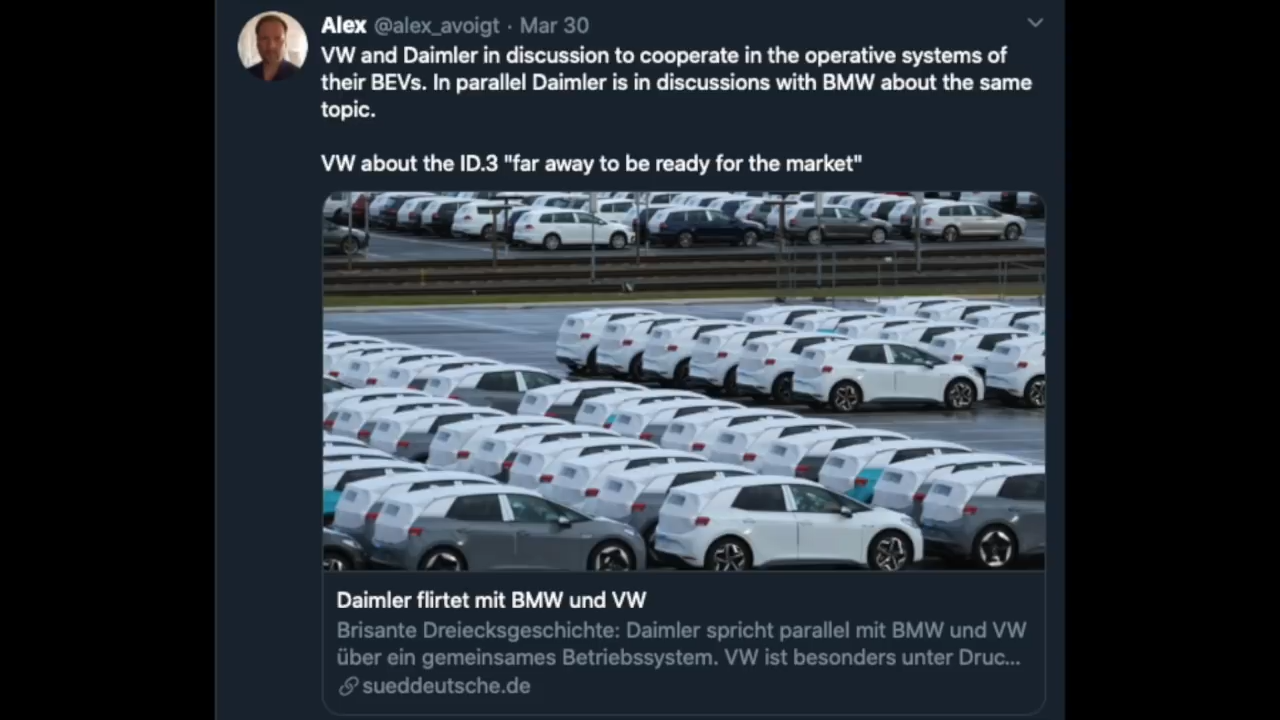 Alex @alex_avoigt · Mar 30
VW and Daimler in discussion to cooperate in the operative systems of
their BEVs. In parallel Daimler is in discussions with BMW about the same
topic.
VW about the ID.3 "far away to be ready for the market"
Daimler flirtet mit BMW und VW
Brisante Dreiecksgeschichte: Daimler spricht parallel mit BMW und VW
über ein gemeinsames Betriebssystem. VW ist besonders unter Druc...
sueddeutsche.de